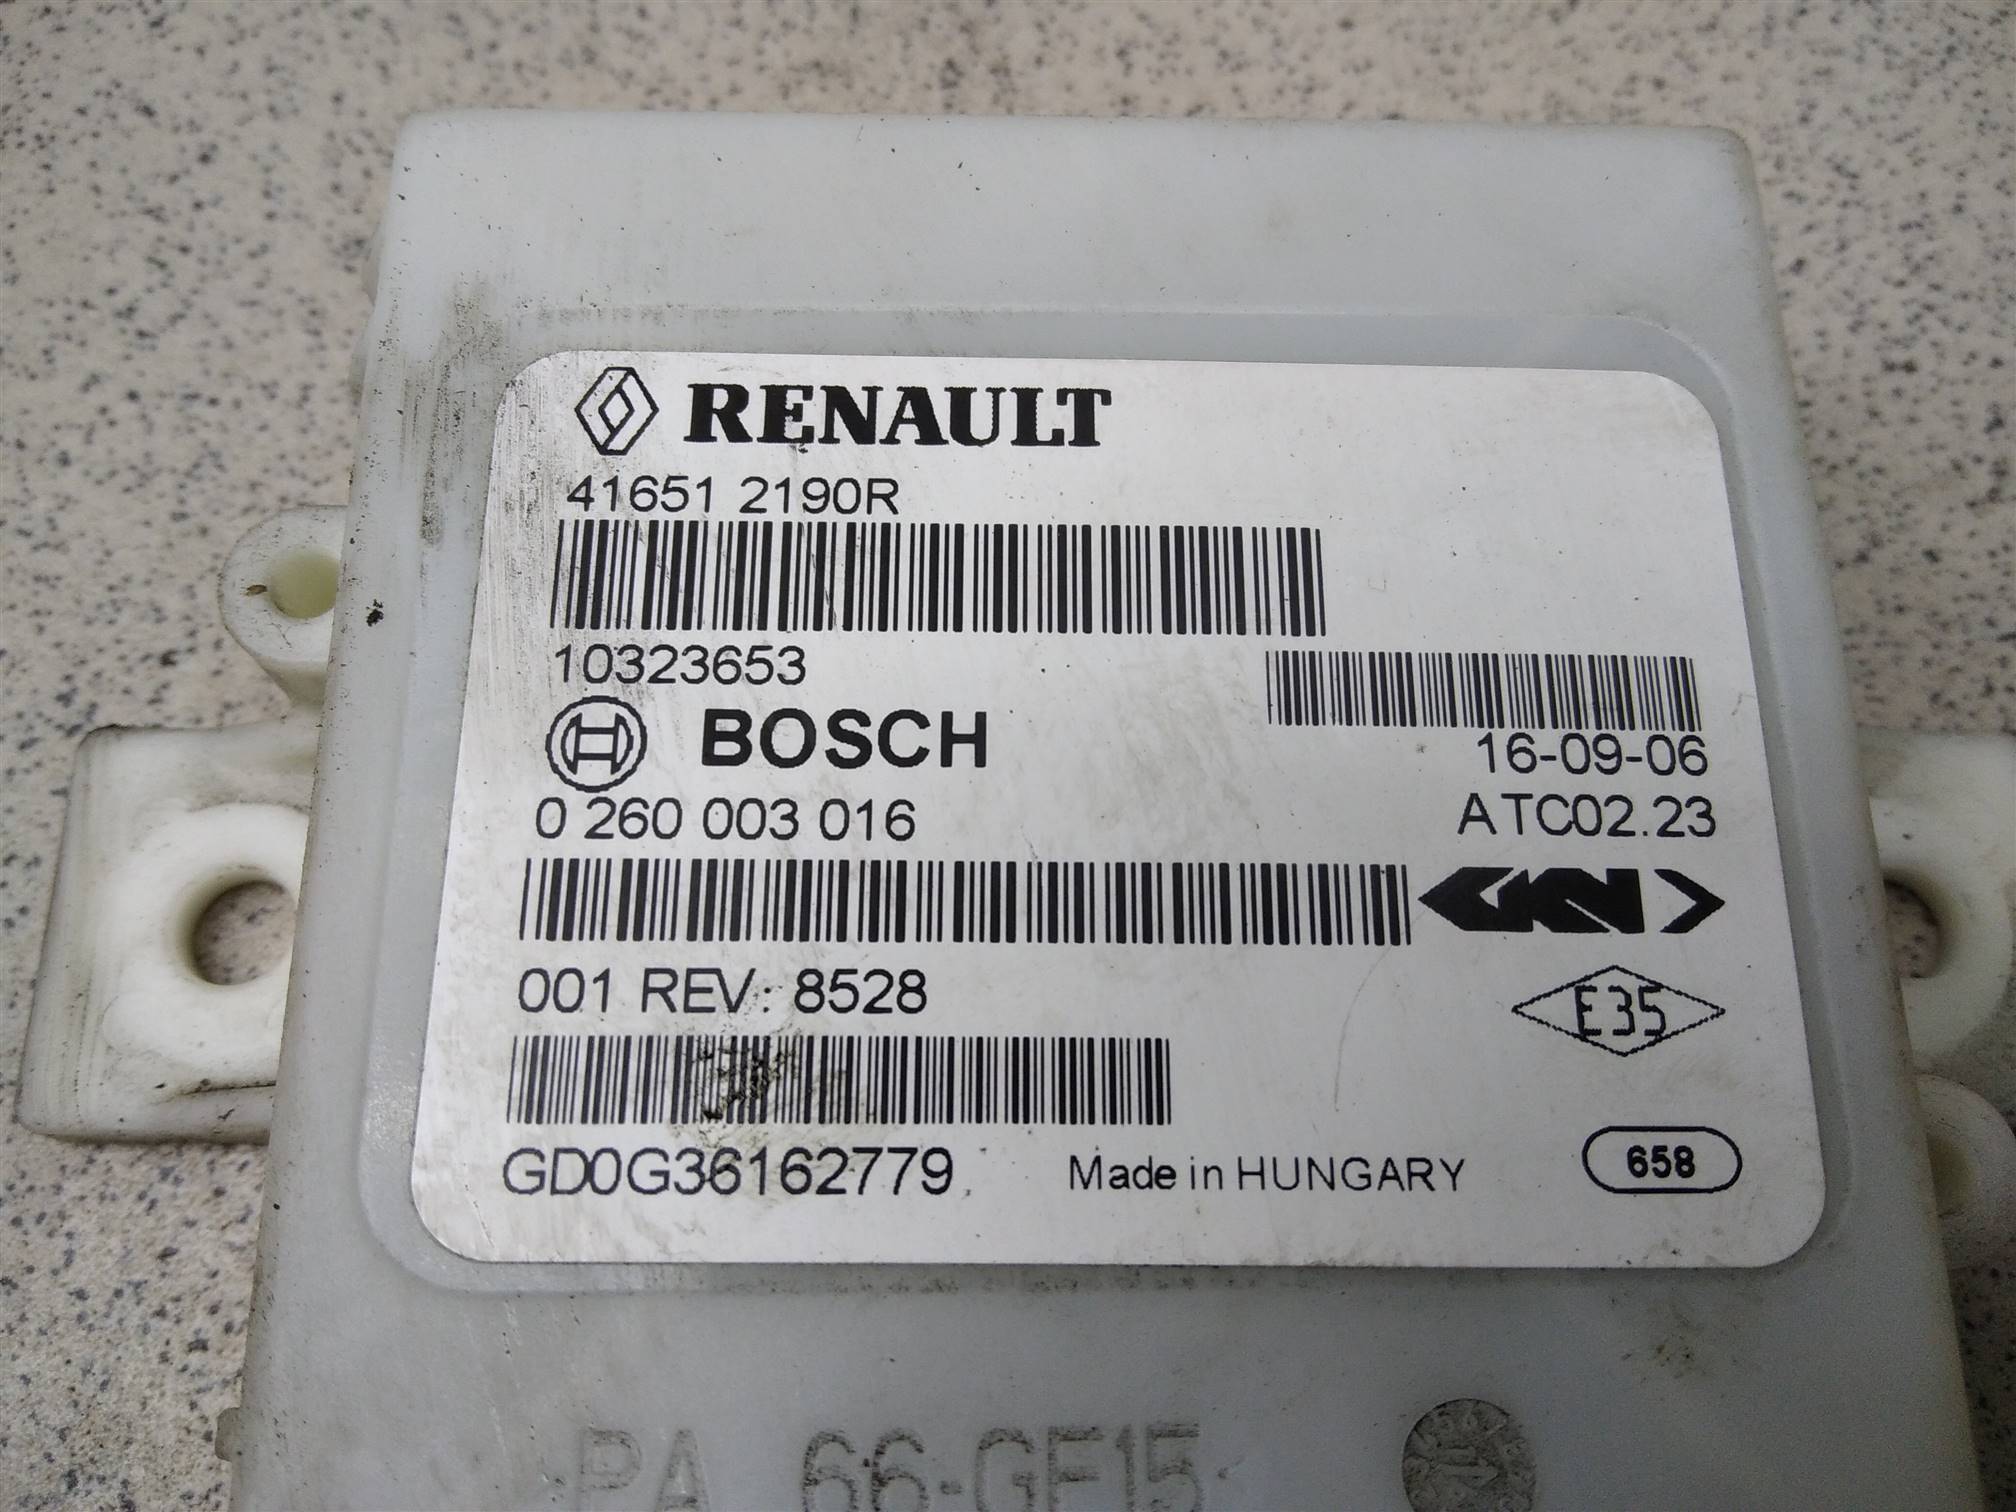 RENAULT
41651 2190R
10323653
BOSCH
16-09-06
0 260 003 016
ATC02.23
GKN
001 REV: 8528
E35
GD0G36162779
Made in HUNGARY
658
PA 66-GF15